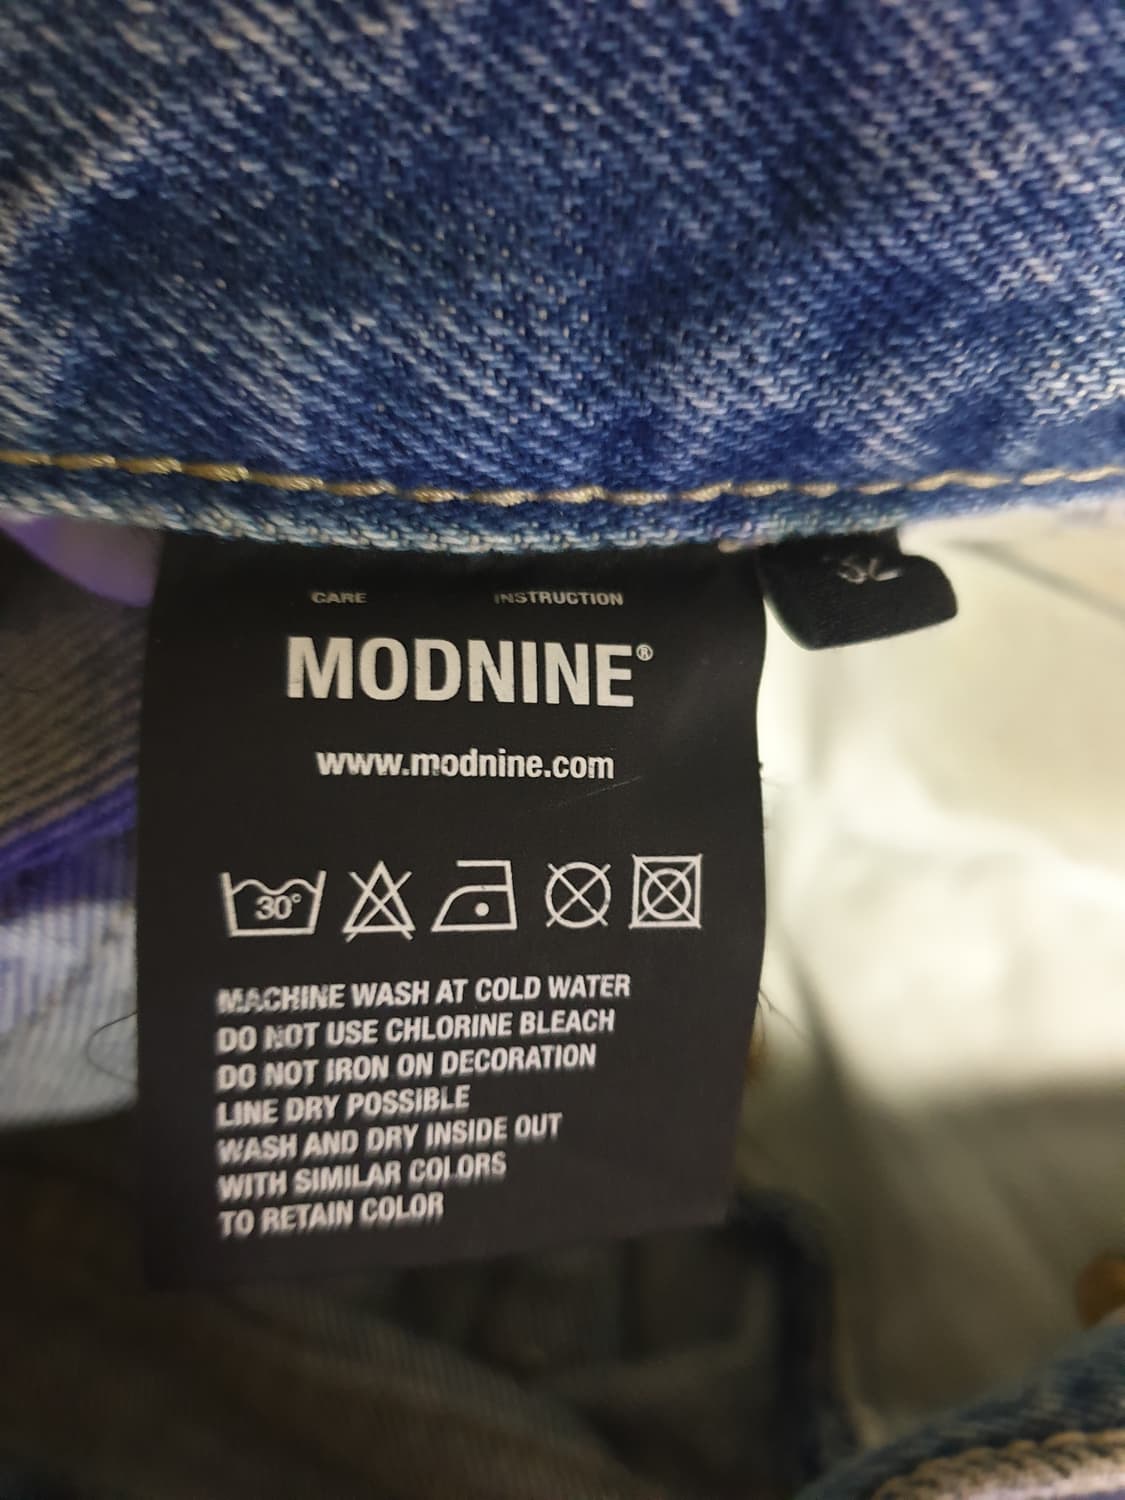 CARE INSTRUCTION
MODNINE®
www.modnine.com
30°
MACHINE WASH AT COLD WATER
DO NOT USE CHLORINE BLEACH
DO NOT IRON ON DECORATION
LINE DRY POSSIBLE
WASH AND DRY INSIDE OUT
WITH SIMILAR COLORS
TO RETAIN COLOR